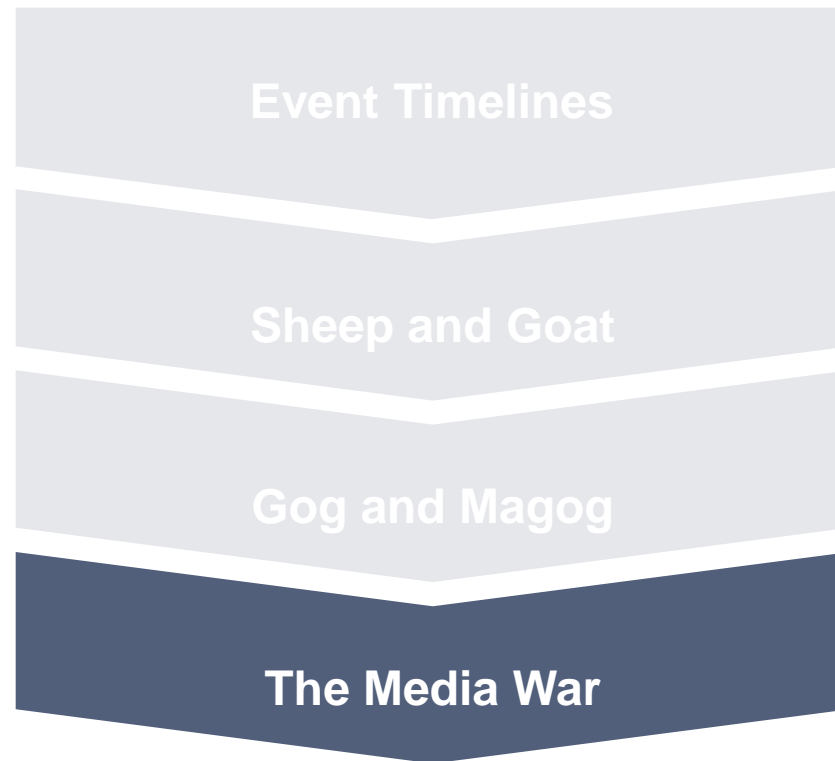 Event Timelines
Sheep and Goat
Gog and Magog
The Media War